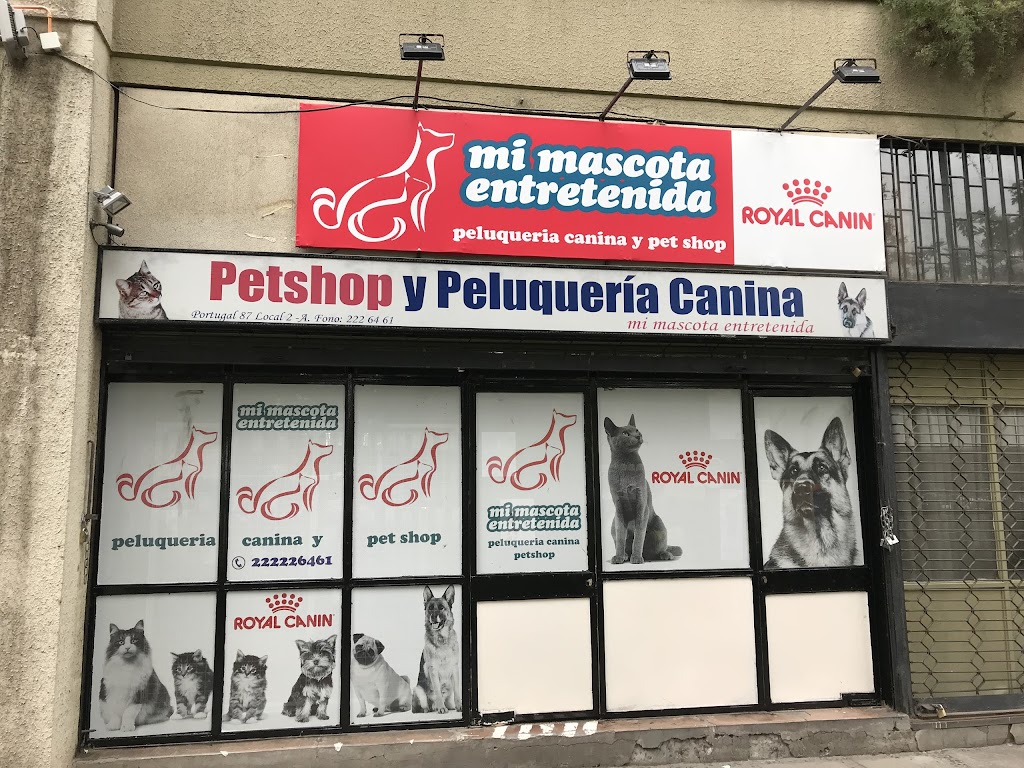 mi mascota
entretenida
peluqueria canina y pet shop
ROYAL CANIN
Petshop y Peluquería Canina
Portugal 87 Local 2 -A. Fono: 222 64 61
mi mascota entretenida
mi mascota
entretenida
peluqueria canina y pet shop
222226461
mi mascota
entretenida
peluqueria canina
petshop
ROYAL CANIN
ROYAL CANIN